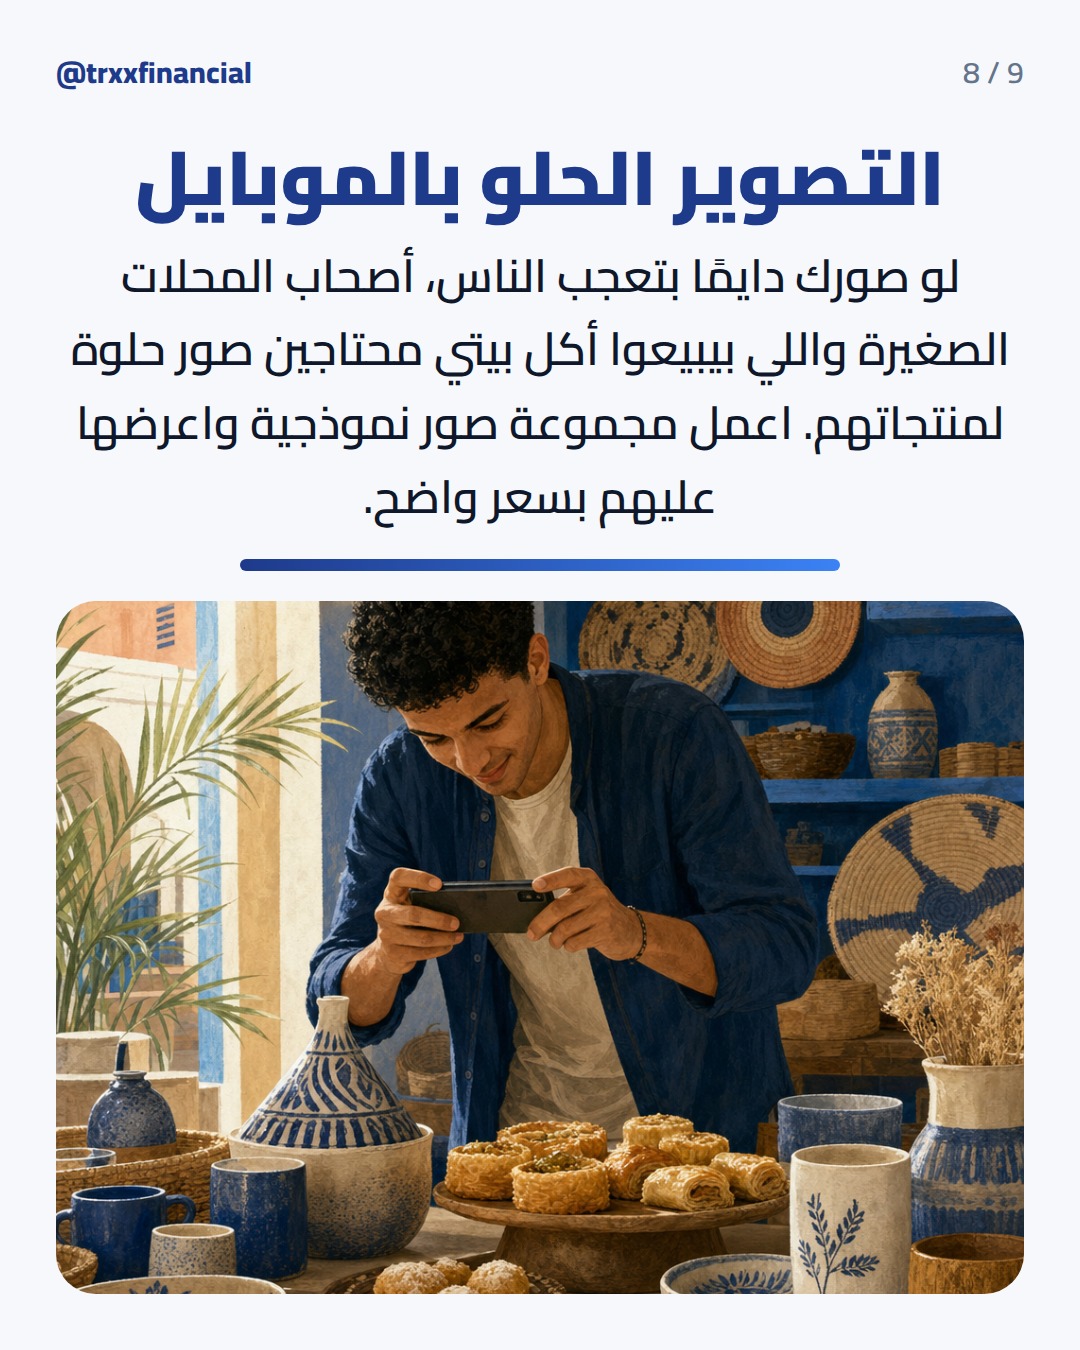 @trxxfinancial
8 / 9
التصوير الحلو بالموبايل
لو صورك دايمًا بتعجب الناس، أصحاب المحلات
الصغيرة واللي بيبيعوا أكل بيتي محتاجين صور حلوة
لمنتجاتهم. اعمل مجموعة صور نموذجية واعرضها
عليهم بسعر واضح.